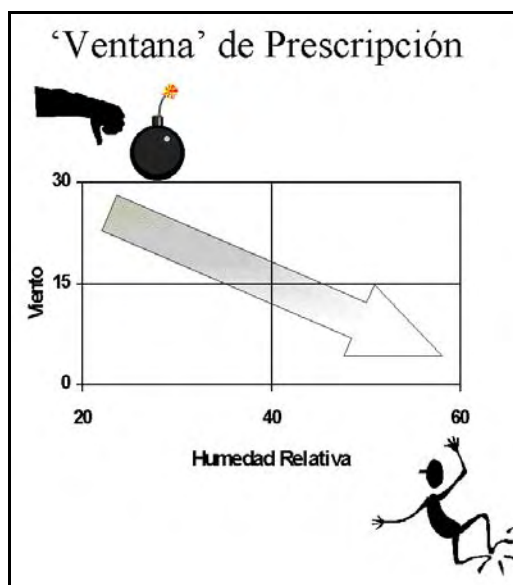 ‘Ventana’ de Prescripción
30
15
0
Viento
20 40 60
Humedad Relativa